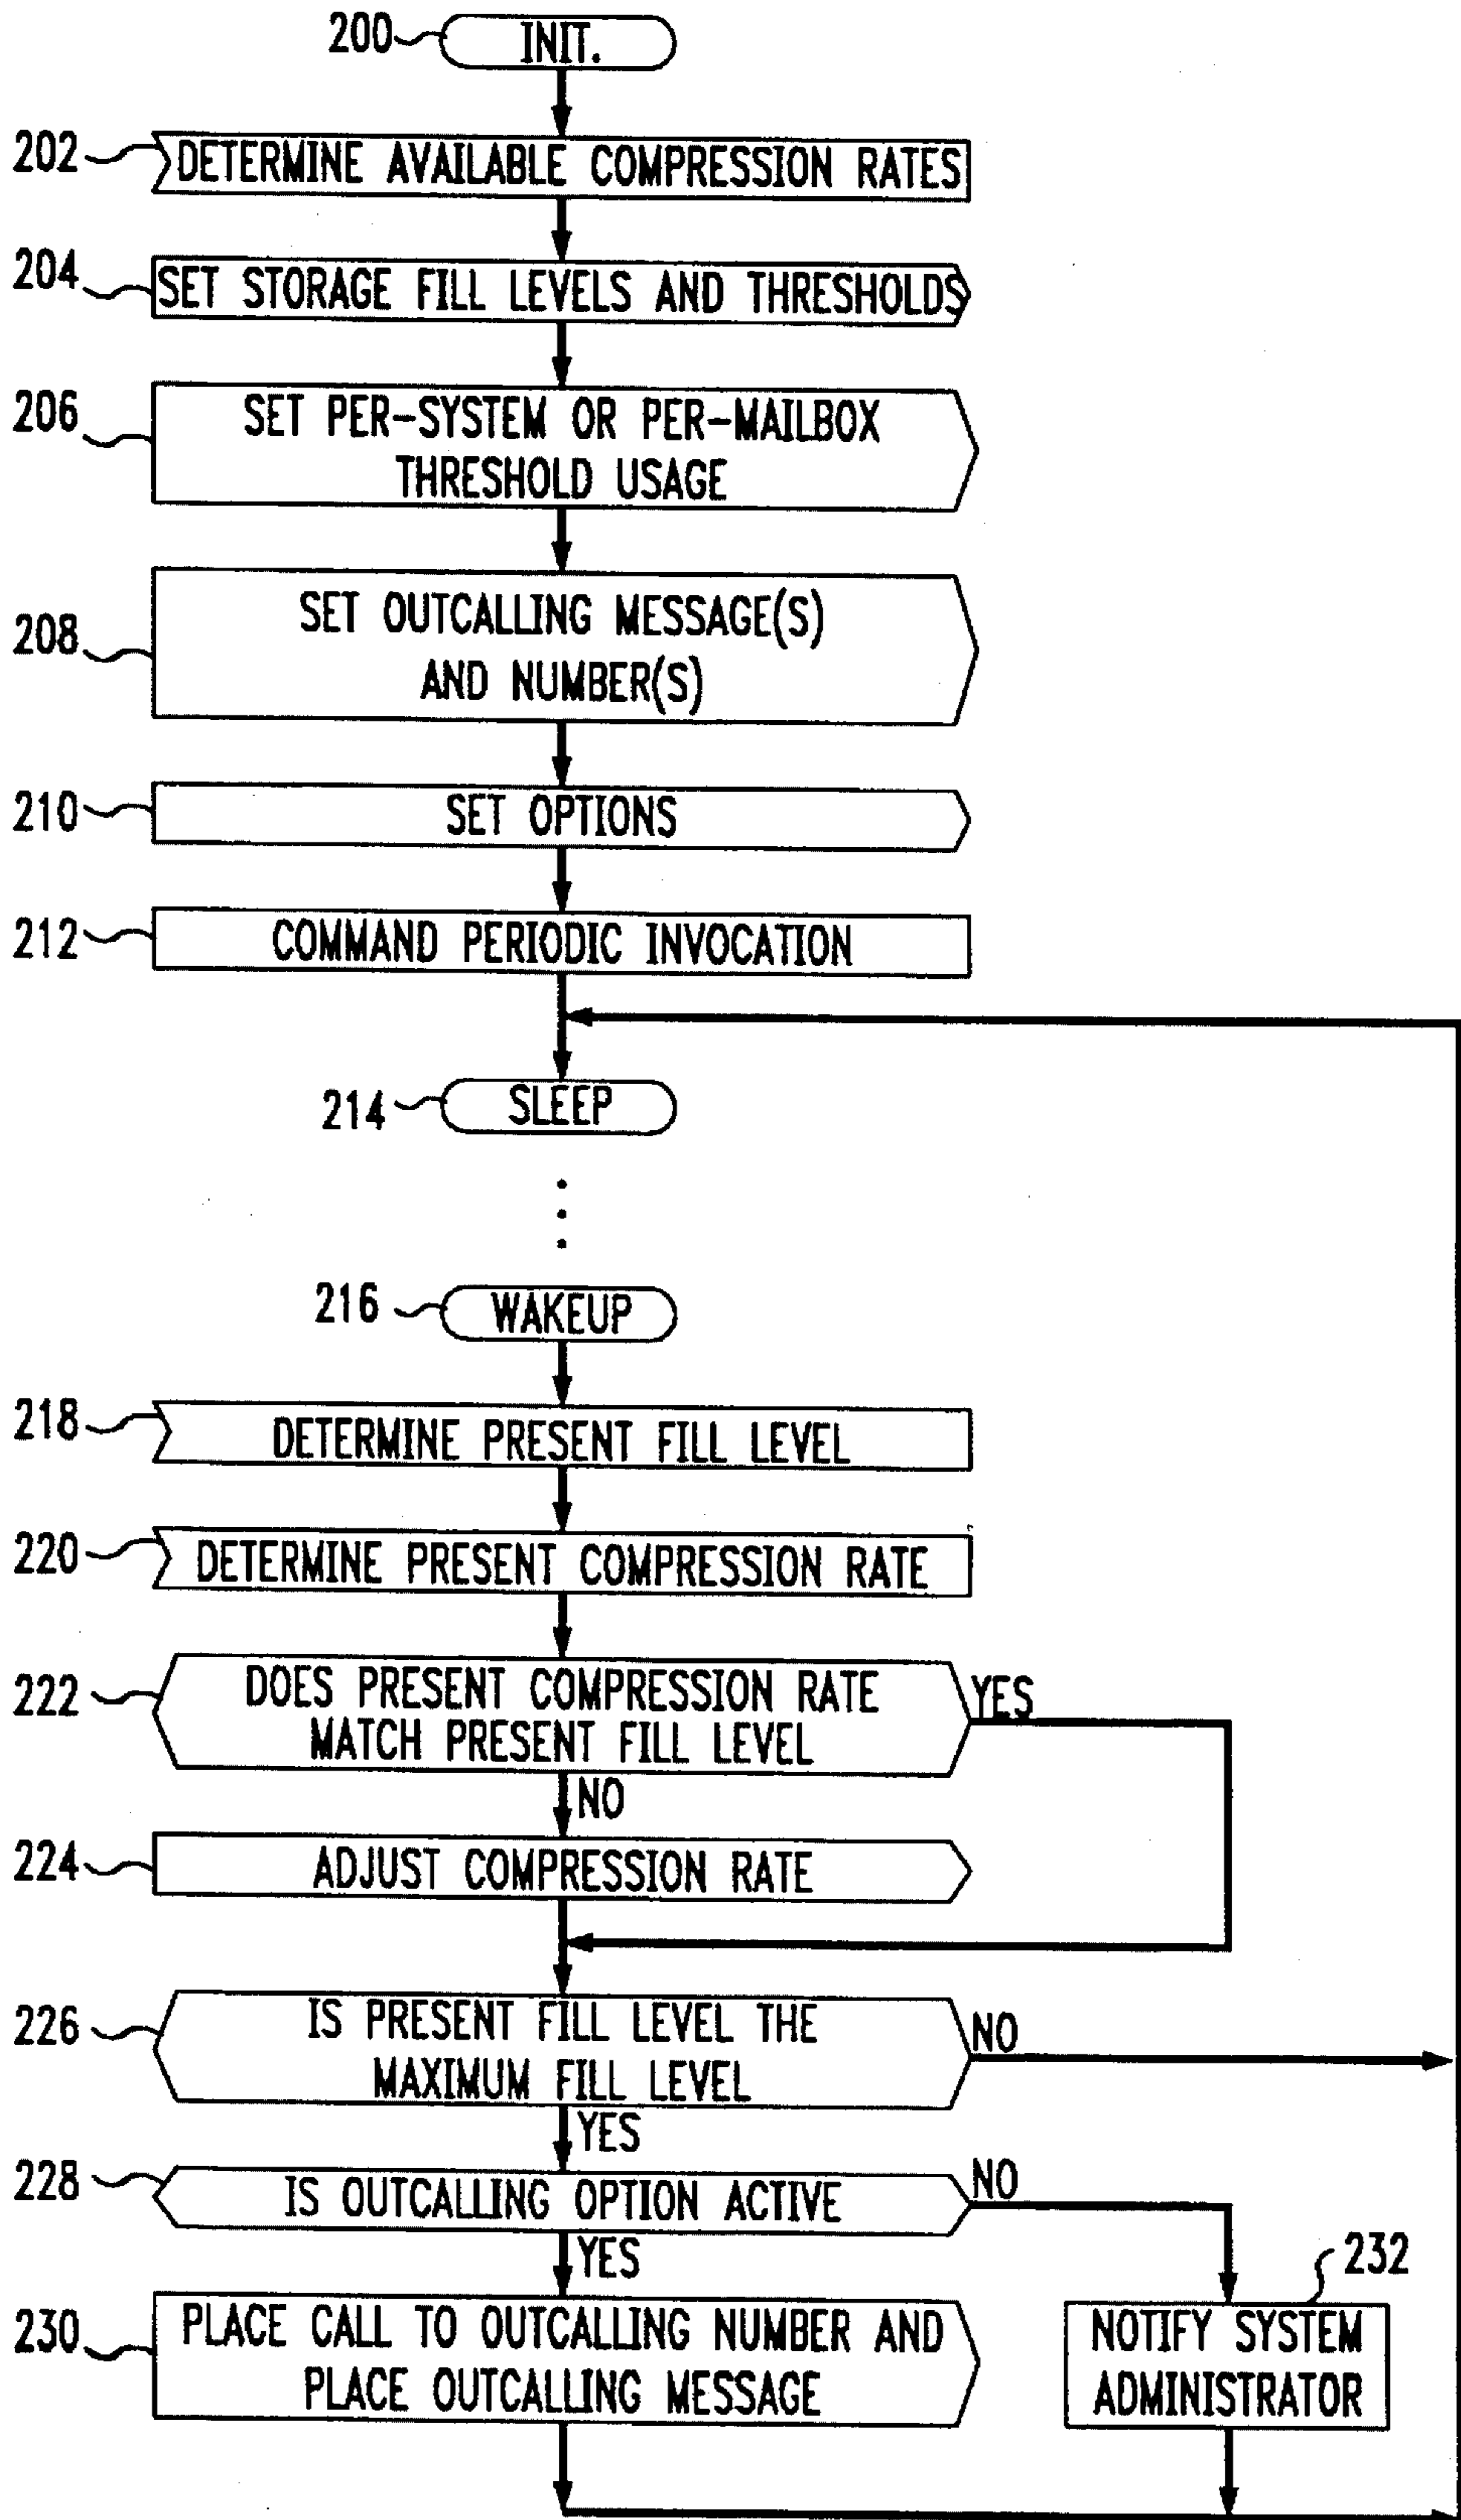 200
INIT.
202
DETERMINE AVAILABLE COMPRESSION RATES
204
SET STORAGE FILL LEVELS AND THRESHOLDS
206
SET PER-SYSTEM OR PER-MAILBOX
THRESHOLD USAGE
208
SET OUTCALLING MESSAGE(S)
AND NUMBER(S)
210
SET OPTIONS
212
COMMAND PERIODIC INVOCATION
214
SLEEP
216
WAKEUP
218
DETERMINE PRESENT FILL LEVEL
220
DETERMINE PRESENT COMPRESSION RATE
222
DOES PRESENT COMPRESSION RATE
MATCH PRESENT FILL LEVEL
YES
NO
224
ADJUST COMPRESSION RATE
226
IS PRESENT FILL LEVEL THE
MAXIMUM FILL LEVEL
NO
YES
228
IS OUTCALLING OPTION ACTIVE
NO
YES
230
PLACE CALL TO OUTCALLING NUMBER AND
PLACE OUTCALLING MESSAGE
232
NOTIFY SYSTEM
ADMINISTRATOR